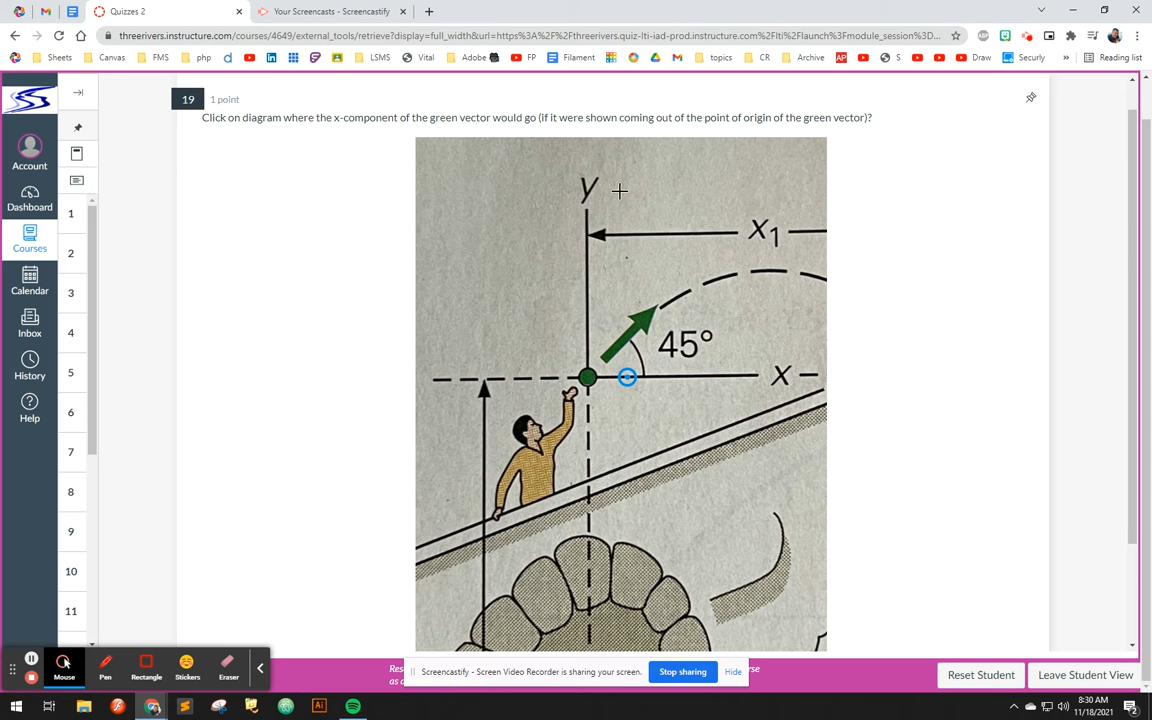 Quizzes 2
Your Screencasts - Screencastify
threerivers.instructure.com/courses/4649/external_tools/retrieve?display=full_width&url=https%3A%2F%2Fthreerivers.quiz-lti-iad-prod.instructure.com%2Flti%2Flaunch%3Fmodule_session%3D...
Sheets Canvas FMS php Vital LSMS Adobe FP Filament topics CR Archive AP S Draw Securly » Reading list
19 1 point
Click on diagram where the x-component of the green vector would go (if it were shown coming out of the point of origin of the green vector)?
Account
Dashboard
Courses
Calendar
Inbox
History
Help
1
2
3
4
5
6
7
8
9
10
11
y
x1
45°
x
Mouse Pen Rectangle Stickers Eraser
Screencastify - Screen Video Recorder is sharing your screen. Stop sharing Hide
Reset Student Leave Student View
8:30 AM
11/18/2021
2